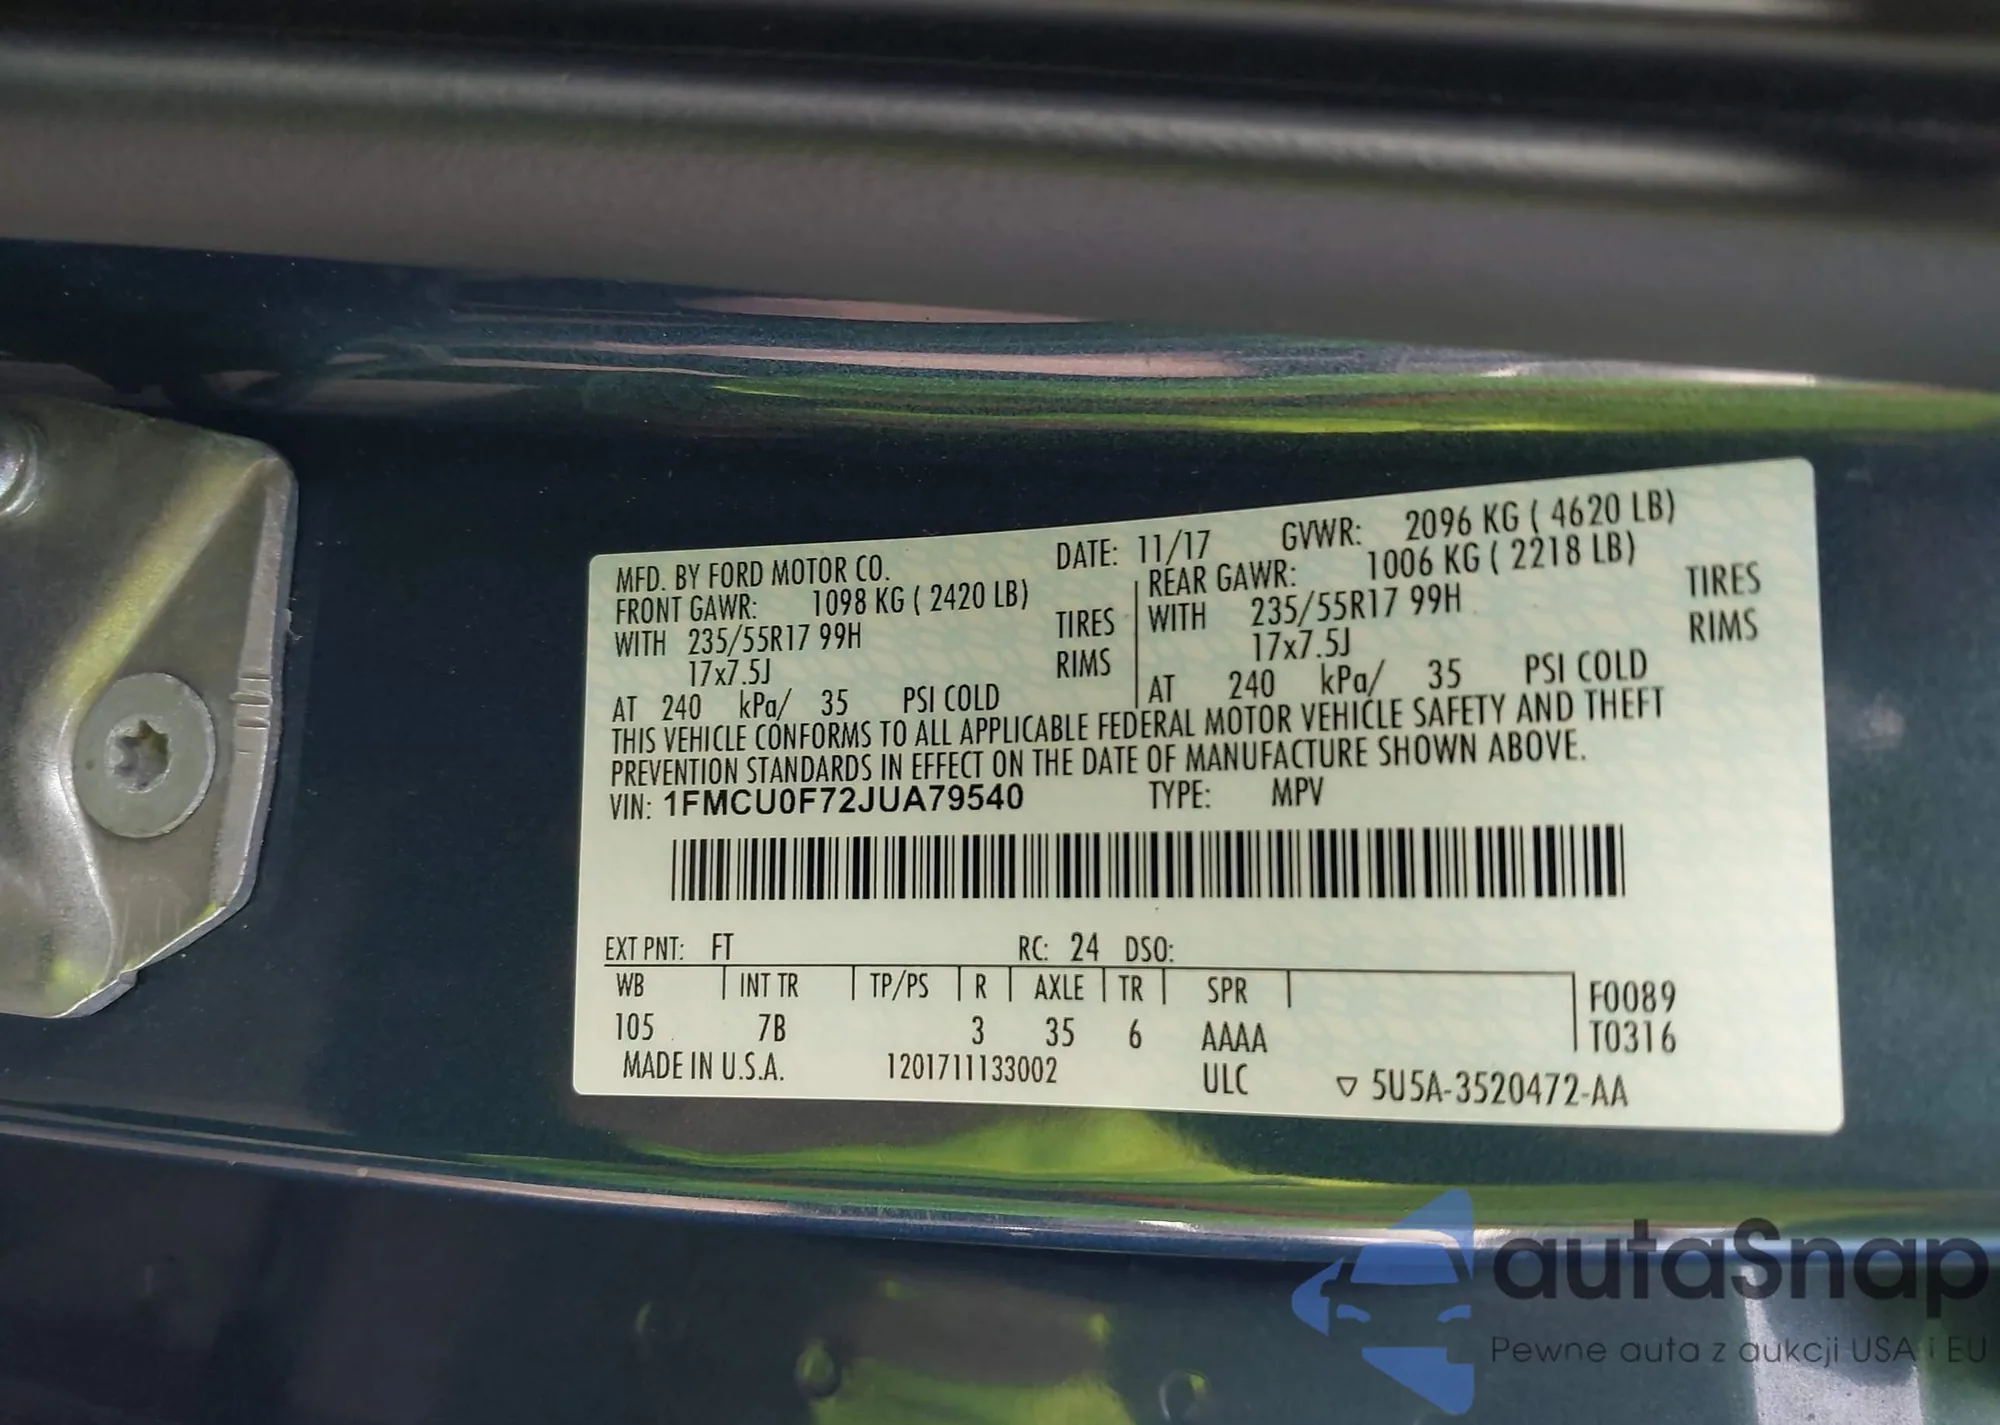 MFD. BY FORD MOTOR CO. DATE: 11/17 GVWR: 2096 KG ( 4620 LB)
FRONT GAWR: 1098 KG ( 2420 LB) REAR GAWR: 1006 KG ( 2218 LB)
WITH 235/55R17 99H TIRES WITH 235/55R17 99H TIRES
17x7.5J RIMS 17x7.5J RIMS
AT 240 kPa/ 35 PSI COLD AT 240 kPa/ 35 PSI COLD
THIS VEHICLE CONFORMS TO ALL APPLICABLE FEDERAL MOTOR VEHICLE SAFETY AND THEFT
PREVENTION STANDARDS IN EFFECT ON THE DATE OF MANUFACTURE SHOWN ABOVE.
VIN: 1FMCU0F72JUA79540 TYPE: MPV
EXT PNT: FT RC: 24 DSO:
WB INT TR TP/PS R AXLE TR SPR F0089
105 7B 3 35 6 AAAA T0316
MADE IN U.S.A. 1201711133002 ULC ▽ 5U5A-3520472-AA
autaSnap
Pewne auta z aukcji USA i EU